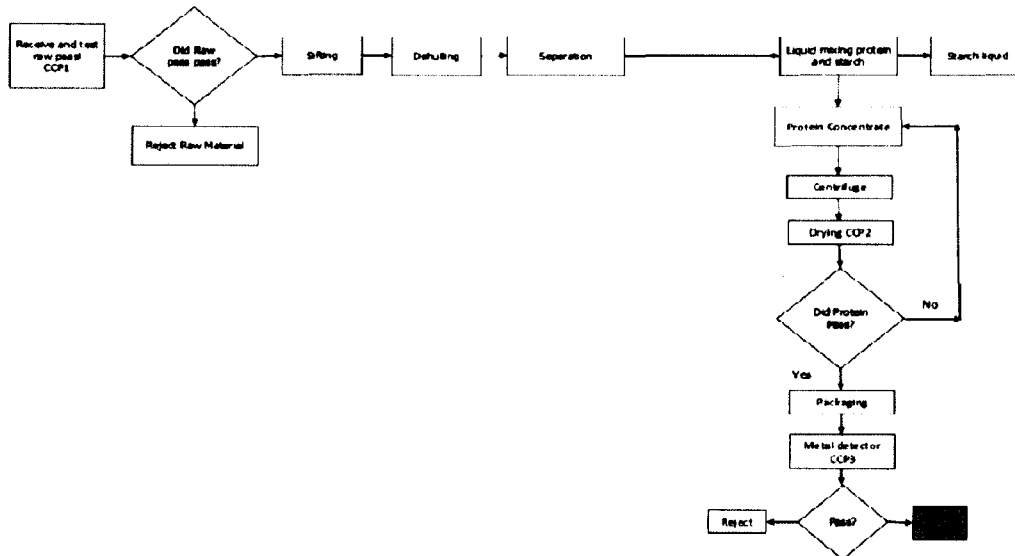 Receive and test
raw peas!
CCP1
Did Raw
peas pass?
Sifting
Dehulling
Separation
Liquid mixing protein
and starch
Starch liquid
Reject Raw Material
Protein Concentrate
Centrifuge
Drying CCP2
Did Protein
Pass?
No
Yes
Packaging
Metal detector
CCP3
Reject
Pass?